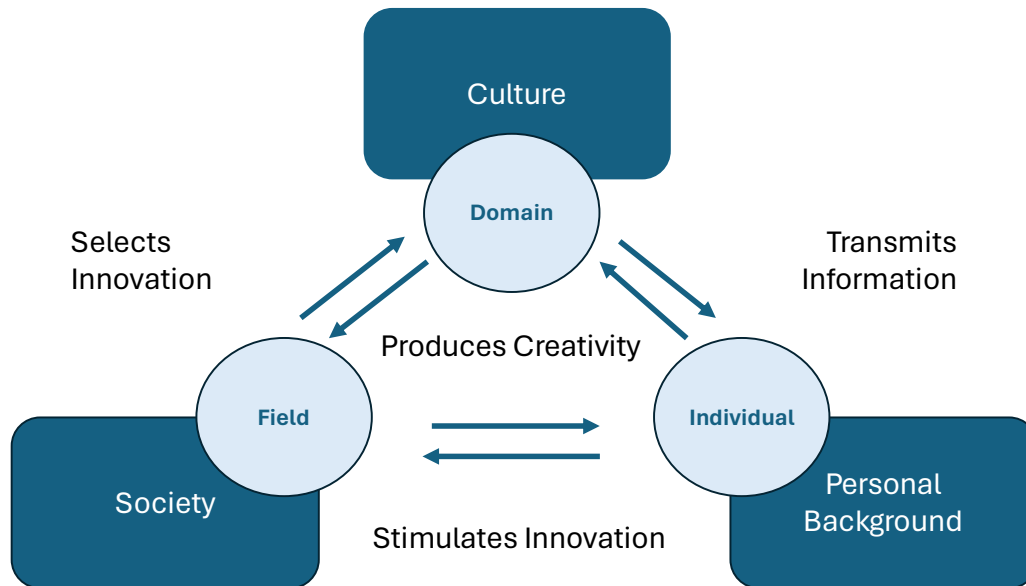 Culture
Domain
Selects
Innovation
Transmits
Information
Produces Creativity
Field
Individual
Society
Personal
Background
Stimulates Innovation